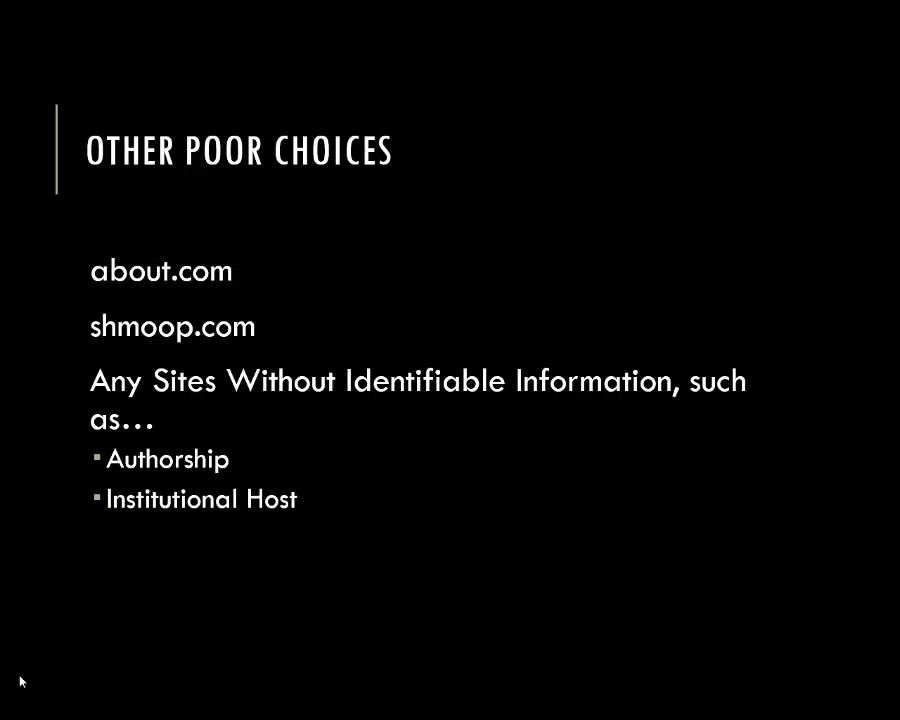 OTHER POOR CHOICES
about.com
shmoop.com
Any Sites Without Identifiable Information, such
as...
▪ Authorship
▪ Institutional Host